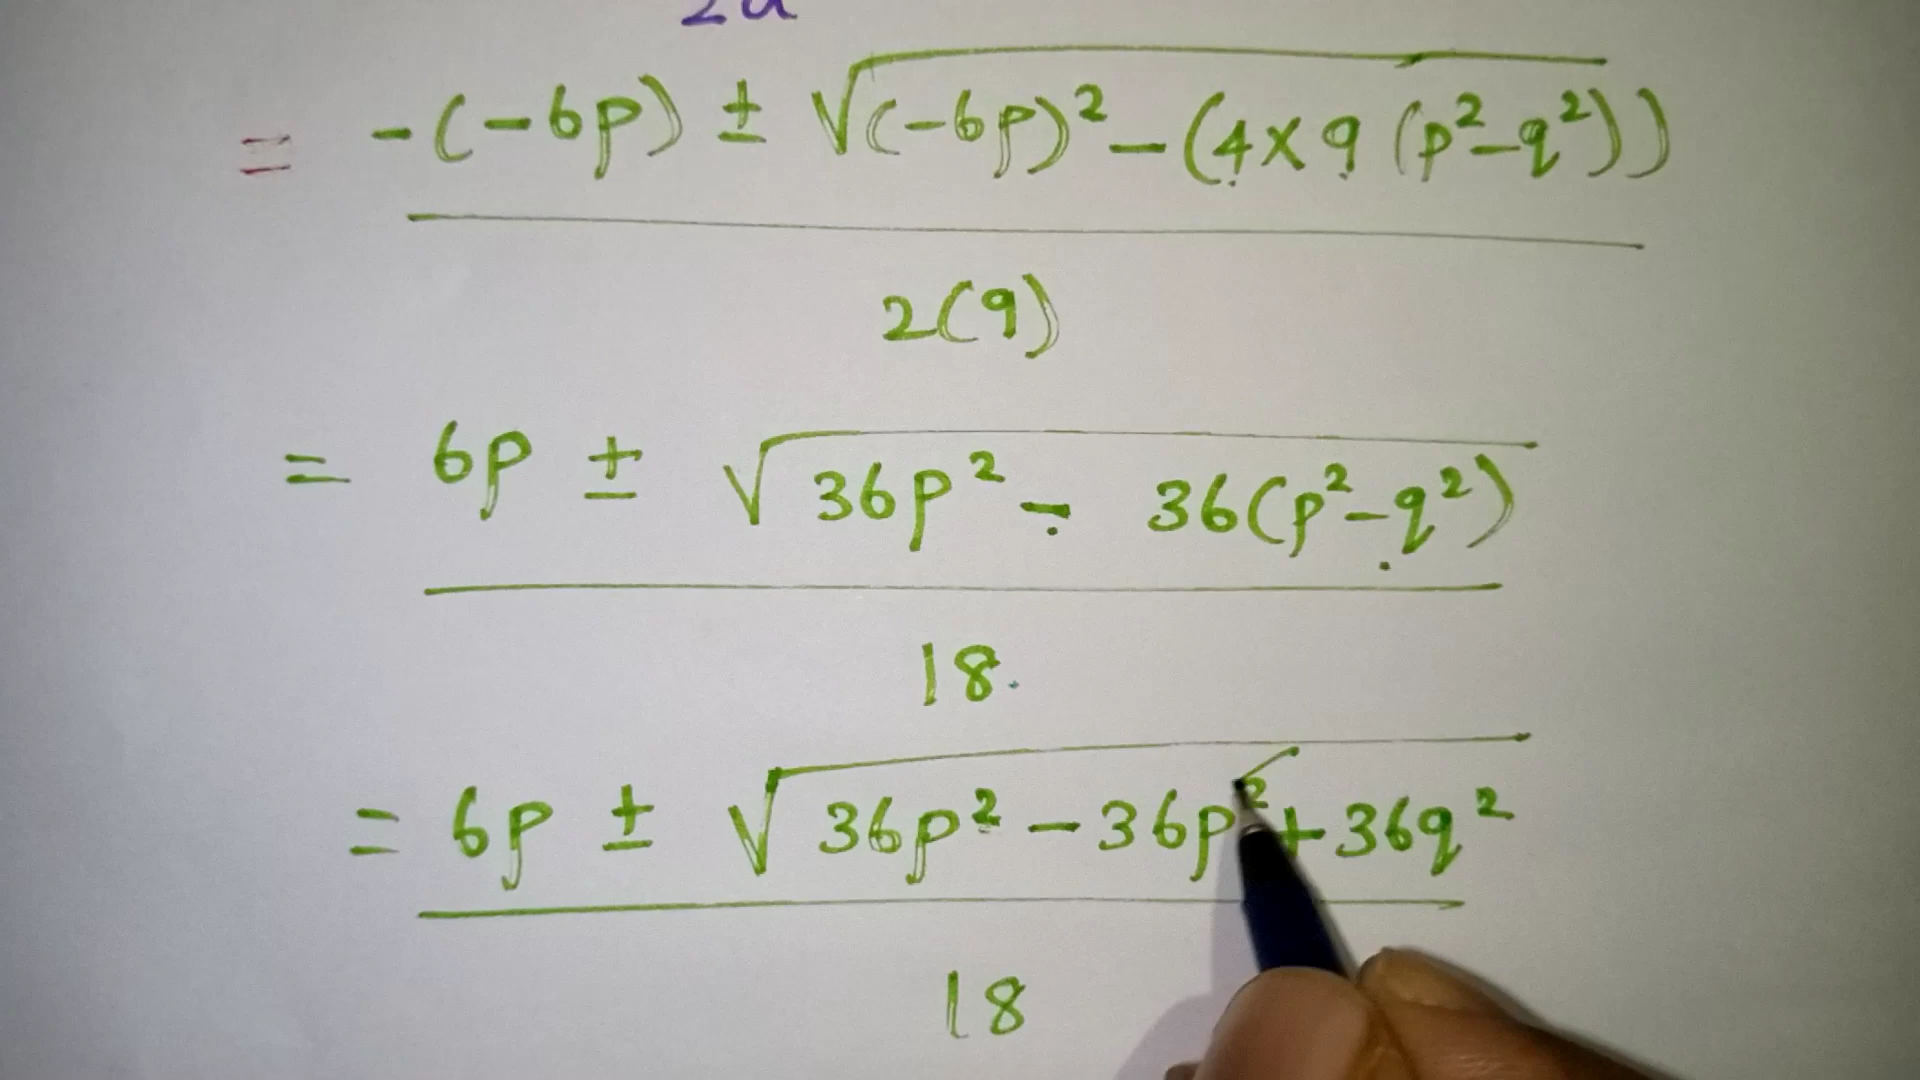 2a
= -(-6p) ± √(-6p)² - (4×9 (p²-q²))
2(9)
= 6p ± √36p² - 36(p²-q²)
18.
= 6p ± √36p² - 36p² + 36q²
18